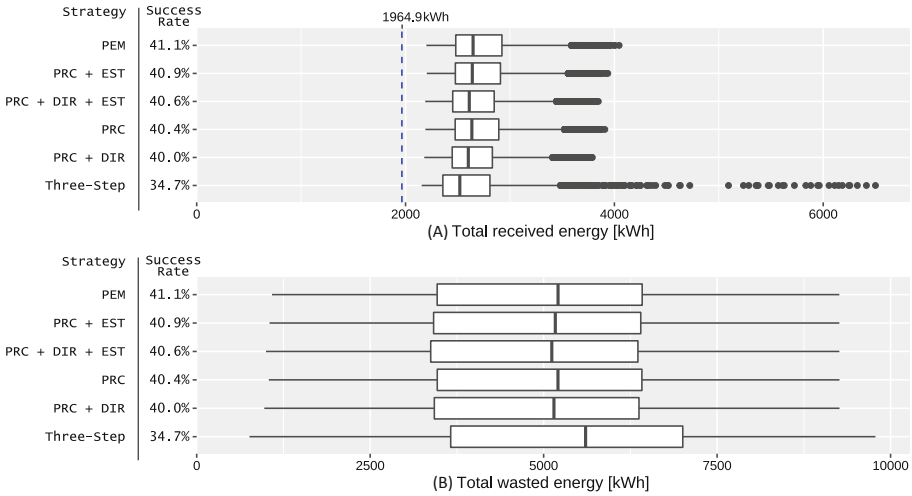 Strategy Success Rate
1964.9kWh
PEM 41.1%
PRC + EST 40.9%
PRC + DIR + EST 40.6%
PRC 40.4%
PRC + DIR 40.0%
Three-Step 34.7%
0 2000 4000 6000
(A) Total received energy [kWh]
Strategy Success Rate
PEM 41.1%
PRC + EST 40.9%
PRC + DIR + EST 40.6%
PRC 40.4%
PRC + DIR 40.0%
Three-Step 34.7%
0 2500 5000 7500 10000
(B) Total wasted energy [kWh]